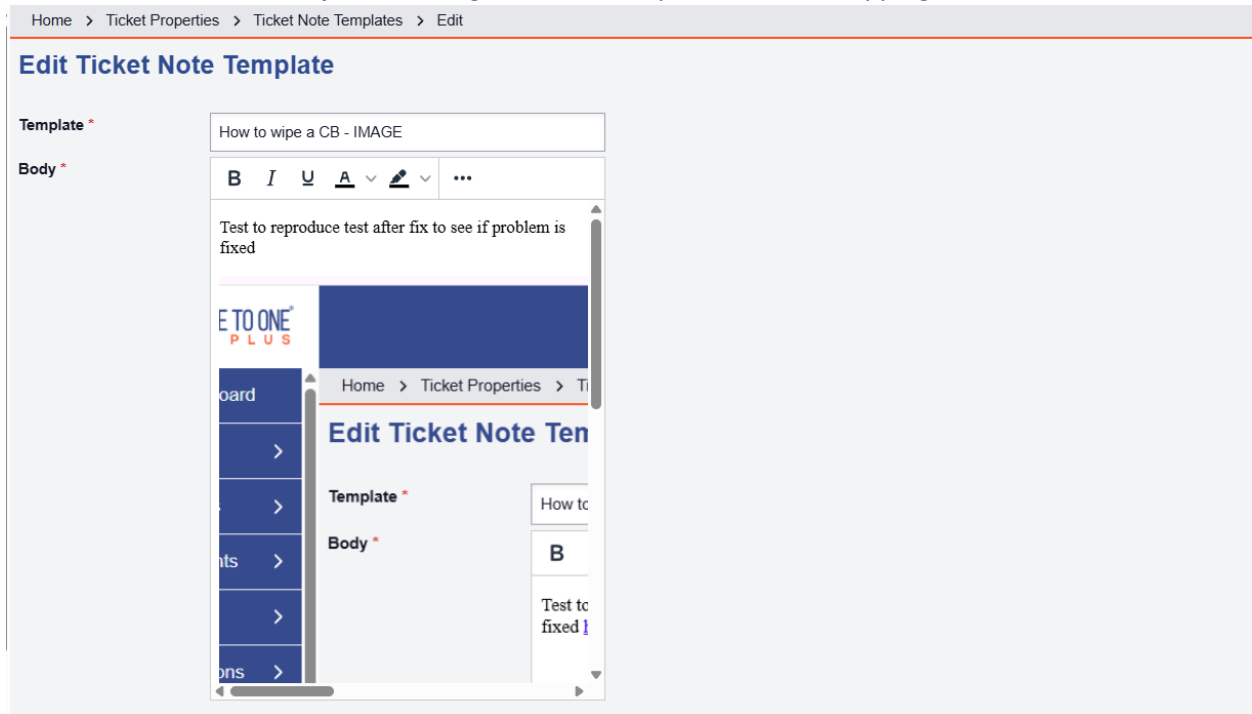 Home > Ticket Properties > Ticket Note Templates > Edit
Edit Ticket Note Template
Template *
How to wipe a CB - IMAGE
Body *
B I U A
Test to reproduce test after fix to see if problem is
fixed
E TO ONE®
PLUS
oard
Home > Ticket Properties > Ti
Edit Ticket Note Tem
Template *
How to
Body *
B
nts
Test to
fixed
ons